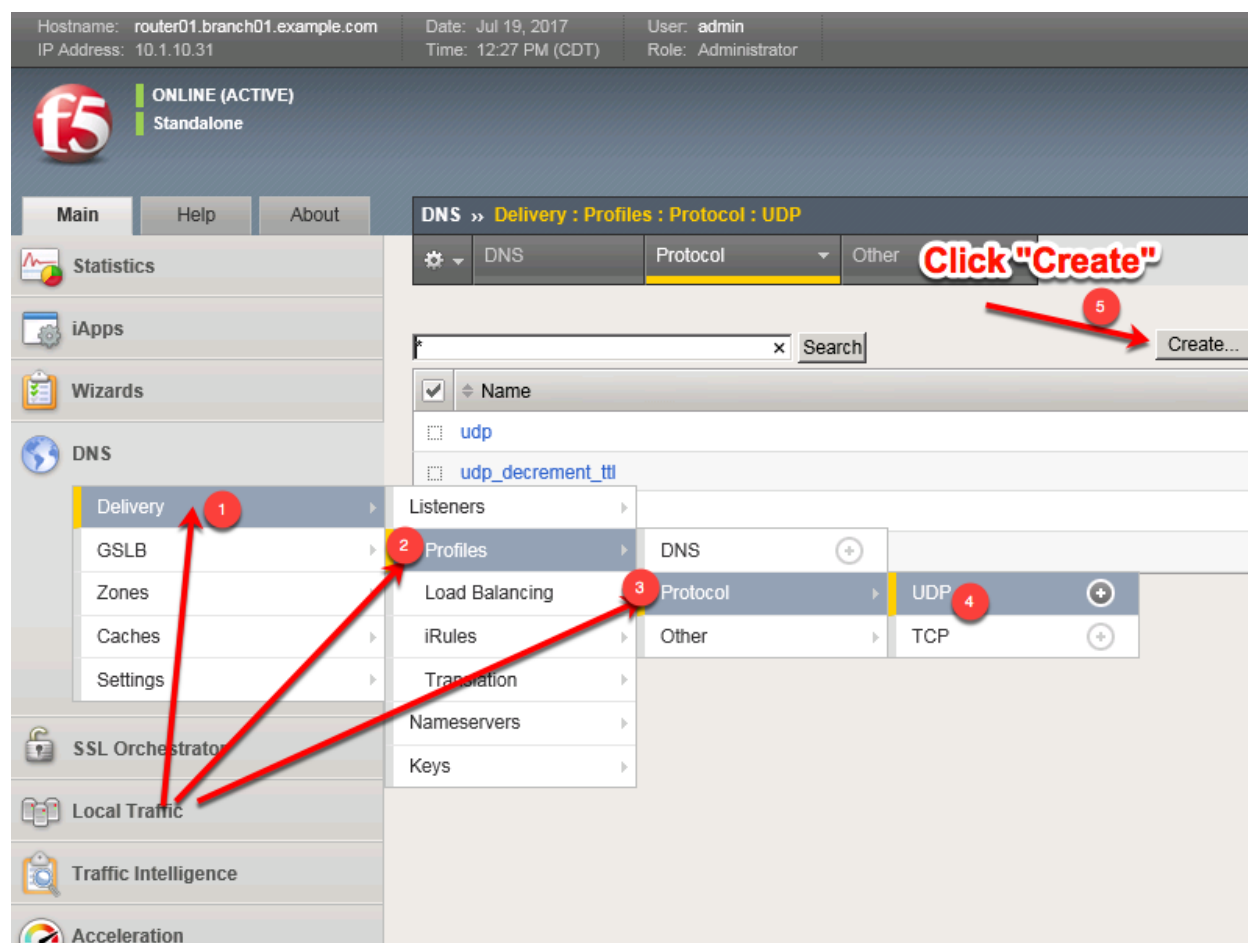 Hostname: router01.branch01.example.com Date: Jul 19, 2017 User: admin
IP Address: 10.1.10.31 Time: 12:27 PM (CDT) Role: Administrator
f5
ONLINE (ACTIVE)
Standalone
Main Help About
DNS ›› Delivery : Profiles : Protocol : UDP
DNS Protocol Other
Click "Create"
5
Statistics
iApps
* × Search Create...
Wizards
Name
DNS
udp
udp_decrement_ttl
Delivery 1 Listeners
GSLB 2 Profiles DNS
Zones Load Balancing 3 Protocol UDP 4
Caches iRules Other TCP
Settings Translation
Nameservers
SSL Orchestrator
Keys
Local Traffic
Traffic Intelligence
Acceleration